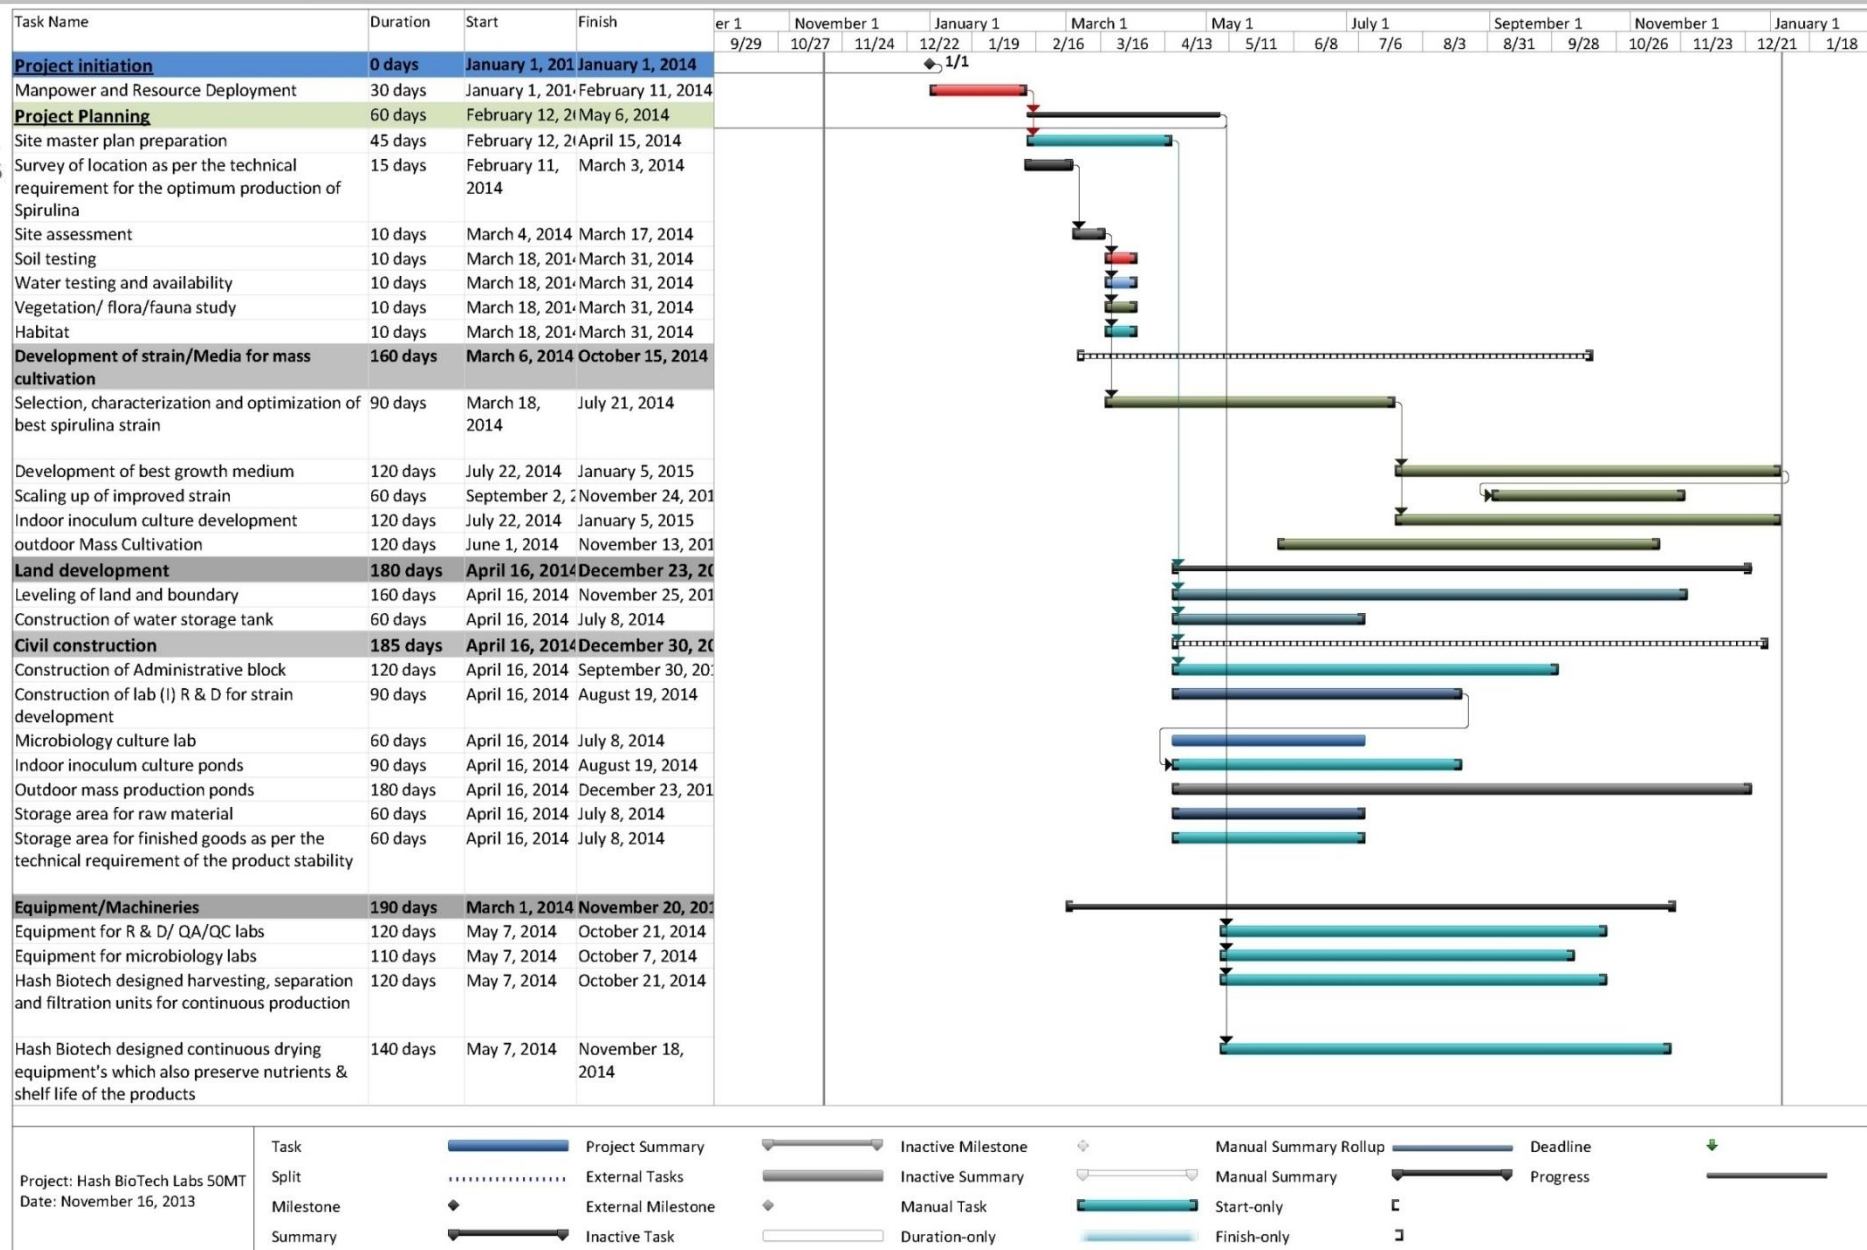 Task Name Duration Start Finish
er 1 November 1 January 1 March 1 May 1 July 1 September 1 November 1 January 1
9/29 10/27 11/24 12/22 1/19 2/16 3/16 4/13 5/11 6/8 7/6 8/3 8/31 9/28 10/26 11/23 12/21 1/18
Project initiation 0 days January 1, 201 January 1, 2014
1/1
Manpower and Resource Deployment 30 days January 1, 201 February 11, 2014
Project Planning 60 days February 12, 2 May 6, 2014
Site master plan preparation 45 days February 12, 2 April 15, 2014
Survey of location as per the technical 15 days February 11, March 3, 2014
requirement for the optimum production of 2014
Spirulina
Site assessment 10 days March 4, 2014 March 17, 2014
Soil testing 10 days March 18, 201 March 31, 2014
Water testing and availability 10 days March 18, 201 March 31, 2014
Vegetation/ flora/fauna study 10 days March 18, 201 March 31, 2014
Habitat 10 days March 18, 201 March 31, 2014
Development of strain/Media for mass 160 days March 6, 2014 October 15, 2014
cultivation
Selection, characterization and optimization of 90 days March 18, July 21, 2014
best spirulina strain 2014
Development of best growth medium 120 days July 22, 2014 January 5, 2015
Scaling up of improved strain 60 days September 2, 2 November 24, 201
Indoor inoculum culture development 120 days July 22, 2014 January 5, 2015
outdoor Mass Cultivation 120 days June 1, 2014 November 13, 201
Land development 180 days April 16, 2014 December 23, 20
Leveling of land and boundary 160 days April 16, 2014 November 25, 201
Construction of water storage tank 60 days April 16, 2014 July 8, 2014
Civil construction 185 days April 16, 2014 December 30, 20
Construction of Administrative block 120 days April 16, 2014 September 30, 20
Construction of lab (I) R & D for strain 90 days April 16, 2014 August 19, 2014
development
Microbiology culture lab 60 days April 16, 2014 July 8, 2014
Indoor inoculum culture ponds 90 days April 16, 2014 August 19, 2014
Outdoor mass production ponds 180 days April 16, 2014 December 23, 201
Storage area for raw material 60 days April 16, 2014 July 8, 2014
Storage area for finished goods as per the 60 days April 16, 2014 July 8, 2014
technical requirement of the product stability
Equipment/Machineries 190 days March 1, 2014 November 20, 201
Equipment for R & D/ QA/QC labs 120 days May 7, 2014 October 21, 2014
Equipment for microbiology labs 110 days May 7, 2014 October 7, 2014
Hash Biotech designed harvesting, separation 120 days May 7, 2014 October 21, 2014
and filtration units for continuous production
Hash Biotech designed continuous drying 140 days May 7, 2014 November 18,
equipment's which also preserve nutrients & 2014
shelf life of the products
Project: Hash BioTech Labs 50MT
Date: November 16, 2013
Task Project Summary Inactive Milestone Manual Summary Rollup Deadline
Split External Tasks Inactive Summary Manual Summary Progress
Milestone External Milestone Manual Task Start-only
Summary Inactive Task Duration-only Finish-only